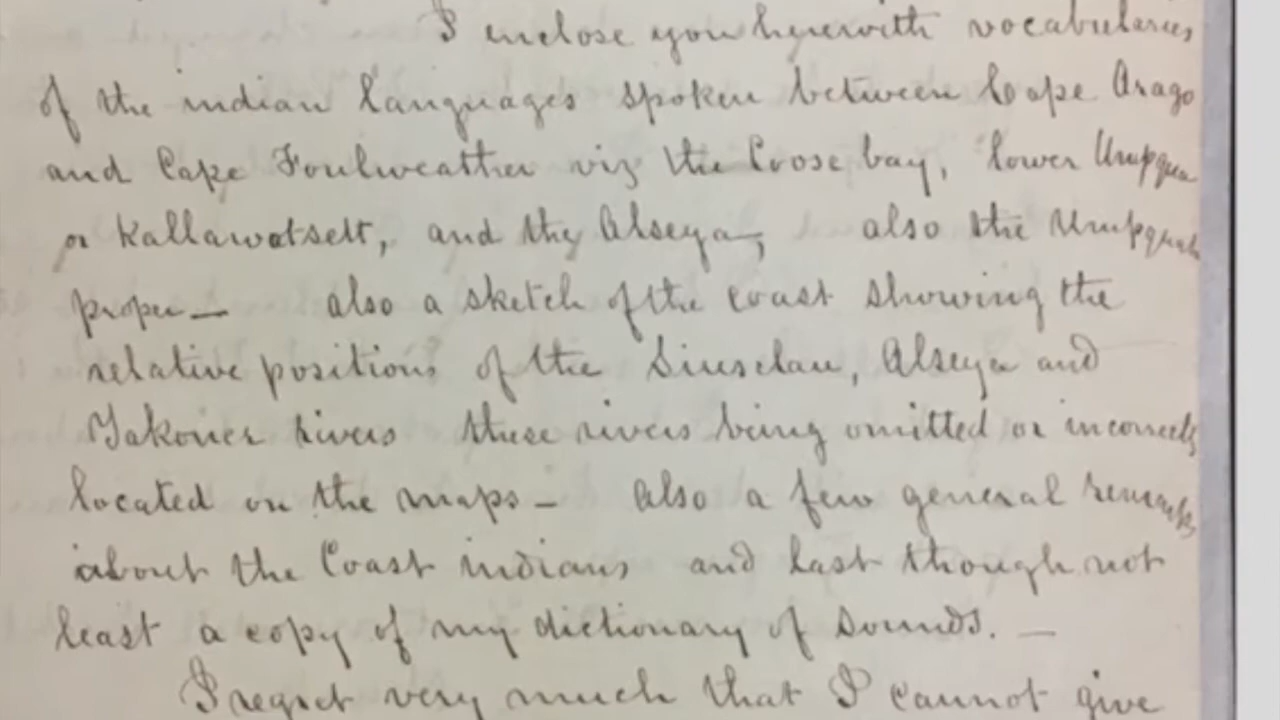 I enclose you herewith vocabularies
of the indian languages spoken between Cape Arago
and Cape Foulweather viz the Coose bay, lower Umpqua
or Kallawatsett, and the Alseya, also the Umpquah
proper — also a sketch of the coast showing the
relative positions of the Siusclau, Alseya and
Yakoner rivers these rivers being omitted or incorrectly
located on the maps — also a few general remarks
about the Coast indians and last though not
least a copy of my dictionary of sounds. —
I regret very much that I cannot give